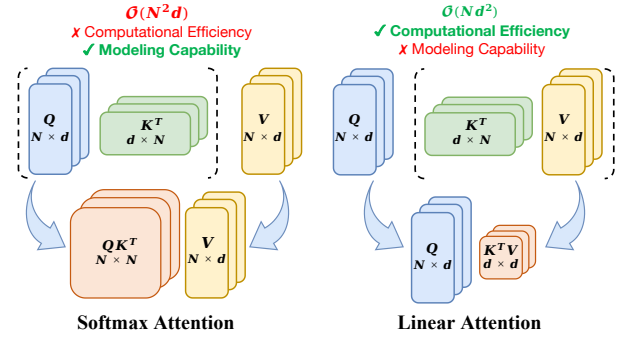 𝒪(N²d)
✗ Computational Efficiency
✓ Modeling Capability
Q
N × d
Kᵀ
d × N
V
N × d
QKᵀ
N × N
V
N × d
Softmax Attention
𝒪(Nd²)
✓ Computational Efficiency
✗ Modeling Capability
Q
N × d
Kᵀ
d × N
V
N × d
Q
N × d
KᵀV
d × d
Linear Attention